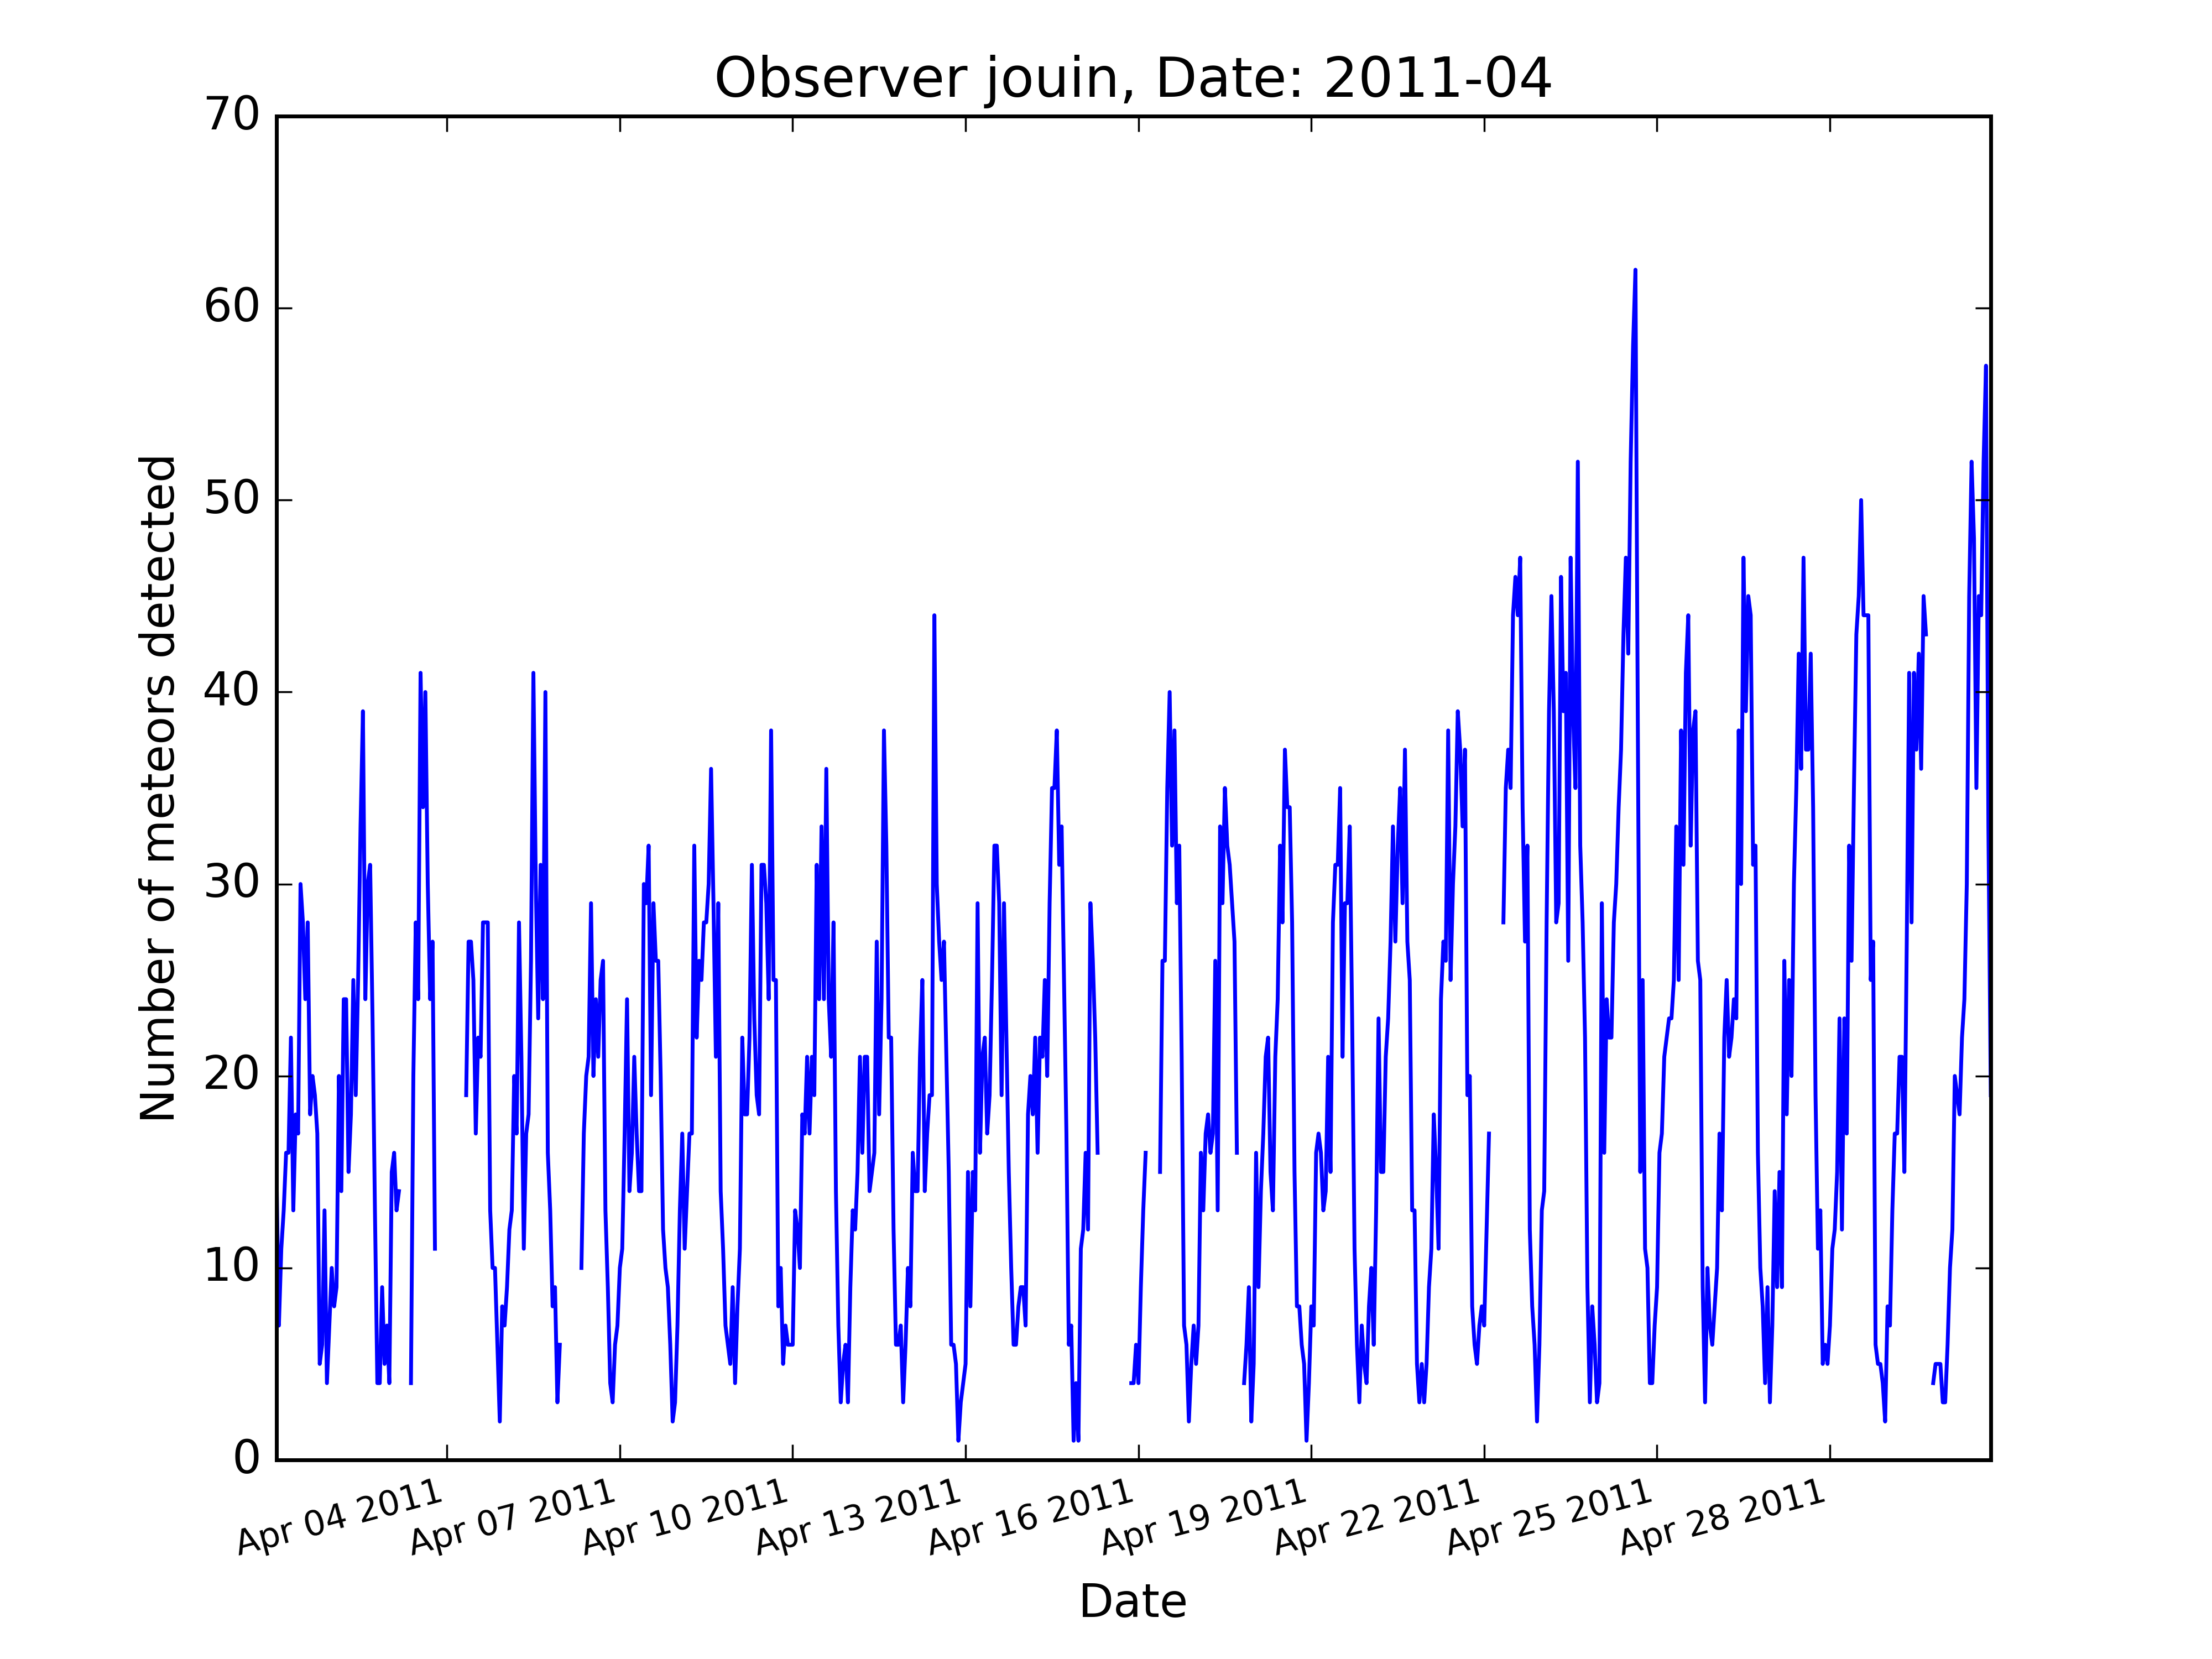 Observer jouin, Date: 2011-04
70
60
50
40
30
20
10
0
Number of meteors detected
Apr 04 2011
Apr 07 2011
Apr 10 2011
Apr 13 2011
Apr 16 2011
Apr 19 2011
Apr 22 2011
Apr 25 2011
Apr 28 2011
Date